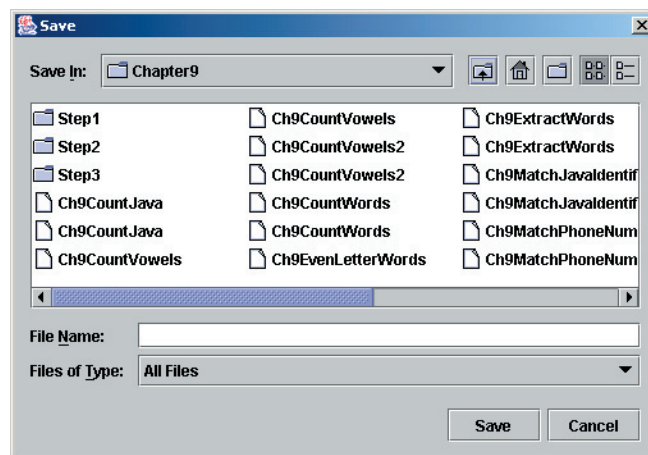 Save
Save In: Chapter9
Step1 Ch9CountVowels Ch9ExtractWords
Step2 Ch9CountVowels2 Ch9ExtractWords
Step3 Ch9CountVowels2 Ch9MatchJavaIdentif
Ch9CountJava Ch9CountWords Ch9MatchJavaIdentif
Ch9CountJava Ch9CountWords Ch9MatchPhoneNum
Ch9CountVowels Ch9EvenLetterWords Ch9MatchPhoneNum
File Name:
Files of Type: All Files
Save Cancel